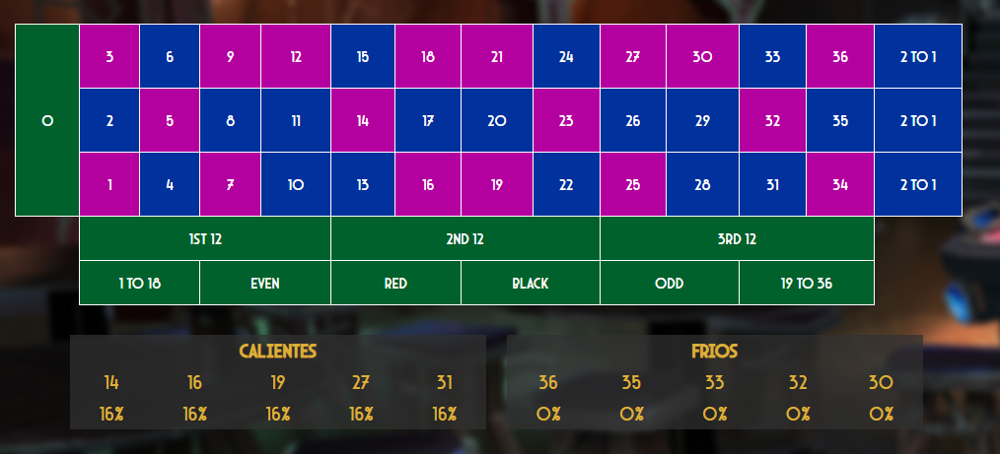 3 6 9 12 15 18 21 24 27 30 33 36 2 TO 1
0 2 5 8 11 14 17 20 23 26 29 32 35 2 TO 1
1 4 7 10 13 16 19 22 25 28 31 34 2 TO 1
1ST 12 2ND 12 3RD 12
1 TO 18 EVEN RED BLACK ODD 19 TO 36
CALIENTES
14 16 19 27 31
16% 16% 16% 16% 16%
FRIOS
36 35 33 32 30
0% 0% 0% 0% 0%